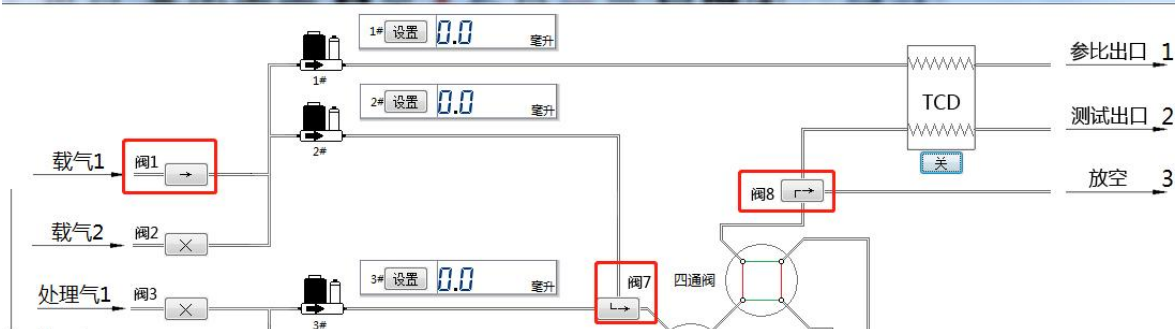 1# 设置 0.0 毫升
参比出口 1
1#
TCD
2# 设置 0.0 毫升
测试出口 2
2#
载气1 阀1
关
放空 3
阀8
载气2 阀2
3# 设置 0.0 毫升
阀7
四通阀
处理气1 阀3
3#